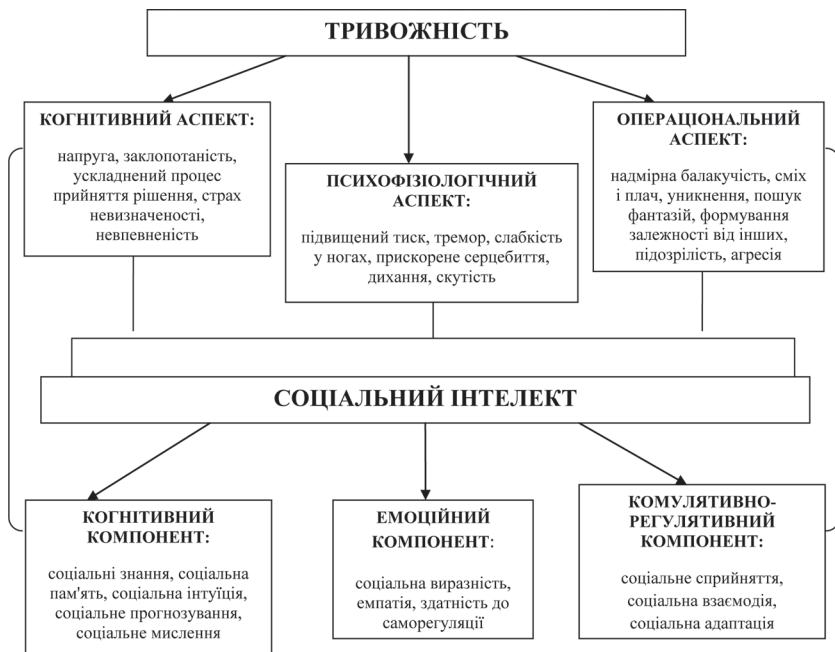 ТРИВОЖНІСТЬ
КОГНІТИВНИЙ АСПЕКТ:
напруга, заклопотаність,
ускладнений процес
прийняття рішення, страх
невизначеності,
невпевненість
ПСИХОФІЗІОЛОГІЧНИЙ
АСПЕКТ:
підвищений тиск, тремор, слабкість
у ногах, прискорене серцебиття,
дихання, скутість
ОПЕРАЦІОНАЛЬНИЙ
АСПЕКТ:
надмірна балакучість, сміх
і плач, уникнення, пошук
фантазій, формування
залежності від інших,
підозрілість, агресія
СОЦІАЛЬНИЙ ІНТЕЛЕКТ
КОГНІТИВНИЙ
КОМПОНЕНТ:
соціальні знання, соціальна
пам'ять, соціальна інтуїція,
соціальне прогнозування,
соціальне мислення
ЕМОЦІЙНИЙ
КОМПОНЕНТ:
соціальна виразність,
емпатія, здатність до
саморегуляції
КОМУЛЯТИВНО-
РЕГУЛЯТИВНИЙ
КОМПОНЕНТ:
соціальне сприйняття,
соціальна взаємодія,
соціальна адаптація